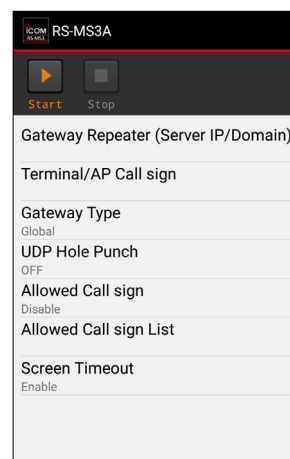 ICOM
RS-MS3
RS-MS3A
Start Stop
Gateway Repeater (Server IP/Domain)
Terminal/AP Call sign
Gateway Type
Global
UDP Hole Punch
OFF
Allowed Call sign
Disable
Allowed Call sign List
Screen Timeout
Enable